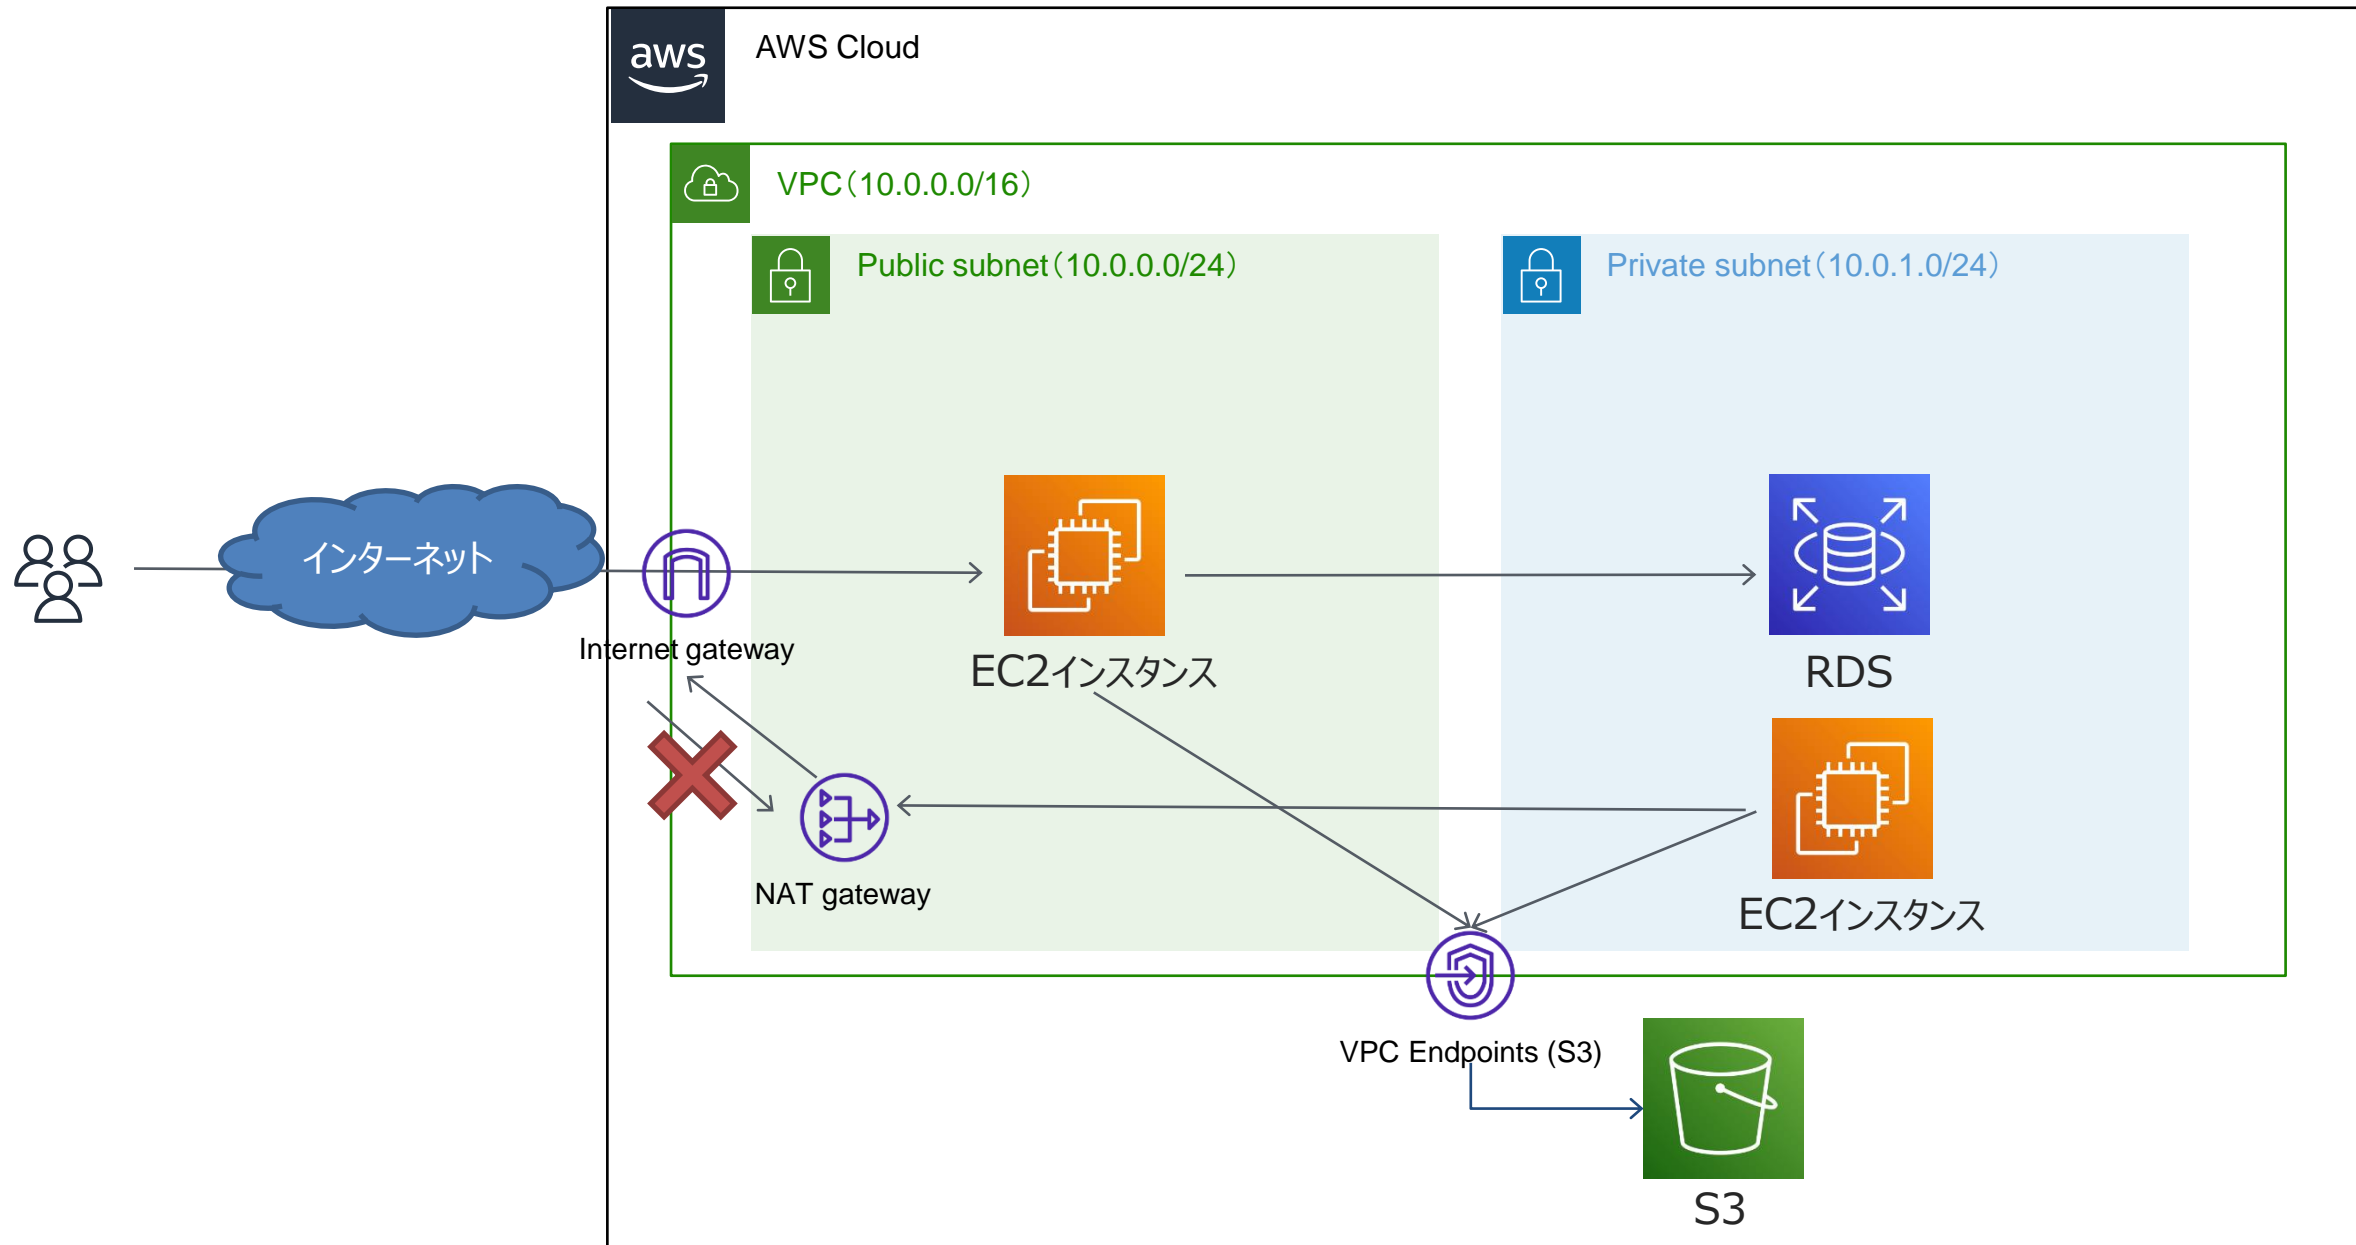 aws
AWS Cloud
VPC（10.0.0.0/16）
Public subnet（10.0.0.0/24）
Private subnet（10.0.1.0/24）
インターネット
Internet gateway
EC2インスタンス
RDS
NAT gateway
EC2インスタンス
VPC Endpoints (S3)
S3